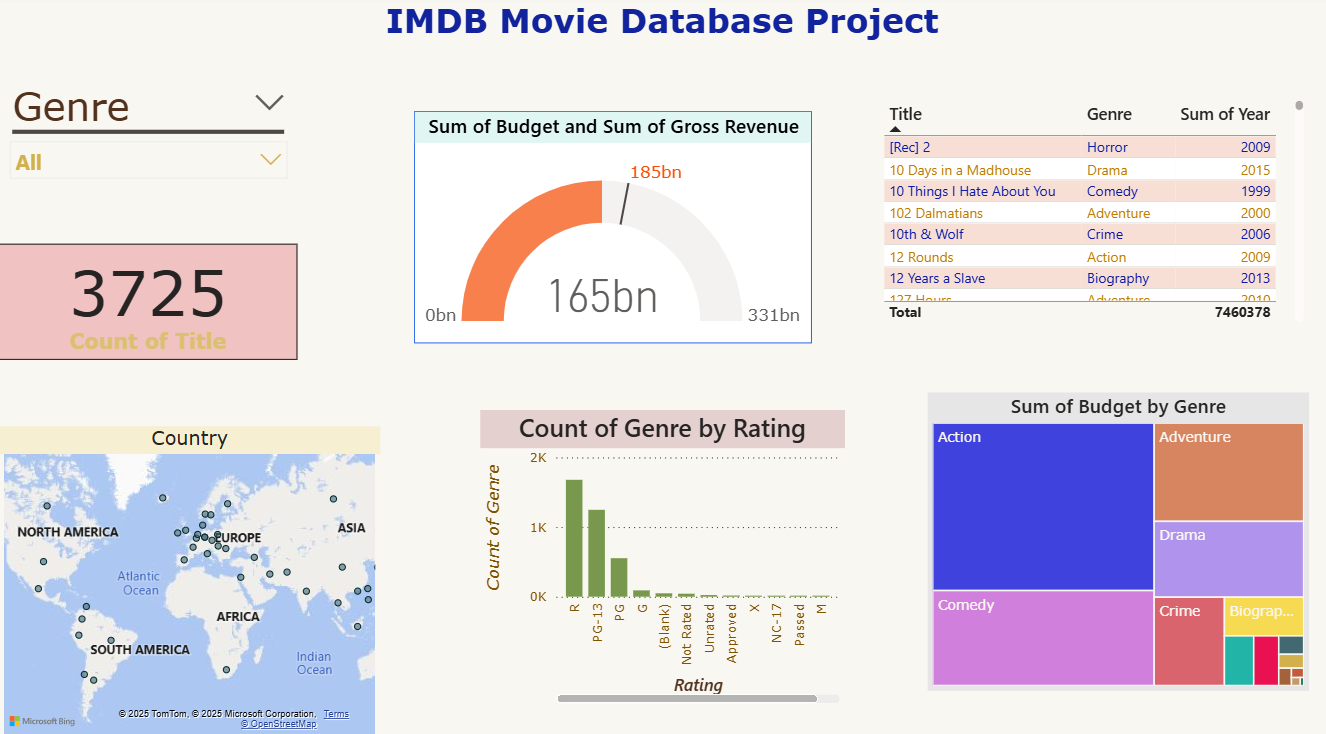 IMDB Movie Database Project
Genre
All
3725
Count of Title
Sum of Budget and Sum of Gross Revenue
185bn
165bn
0bn
331bn
Title Genre Sum of Year
[Rec] 2 Horror 2009
10 Days in a Madhouse Drama 2015
10 Things I Hate About You Comedy 1999
102 Dalmatians Adventure 2000
10th & Wolf Crime 2006
12 Rounds Action 2009
12 Years a Slave Biography 2013
127 Hours Adventure 2010
Total 7460378
Country
NORTH AMERICA
EUROPE
ASIA
Atlantic
Ocean
AFRICA
SOUTH AMERICA
Indian
Ocean
Microsoft Bing
© 2025 TomTom, © 2025 Microsoft Corporation, Terms
© OpenStreetMap
Count of Genre by Rating
Count of Genre
2K
1K
0K
R
PG-13
PG
G
(Blank)
Not Rated
Unrated
Approved
X
NC-17
Passed
M
Rating
Sum of Budget by Genre
Action
Adventure
Drama
Comedy
Crime
Biograp...